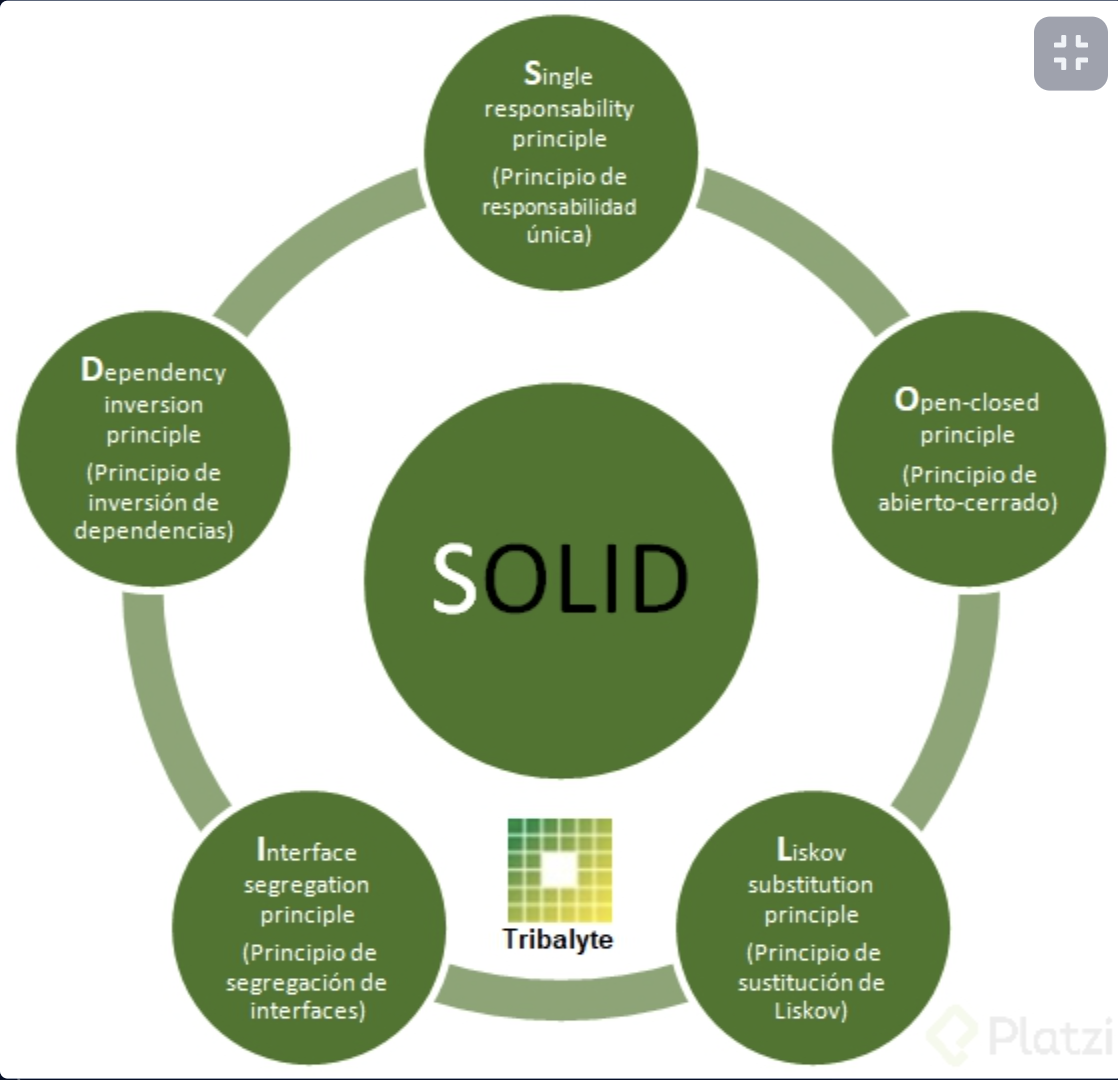 Single
responsability
principle
(Principio de
responsabilidad
única)
Open-closed
principle
(Principio de
abierto-cerrado)
Liskov
substitution
principle
(Principio de
sustitución de
Liskov)
Interface
segregation
principle
(Principio de
segregación de
interfaces)
Dependency
inversion
principle
(Principio de
inversión de
dependencias)
SOLID
Tribalyte
Platzi